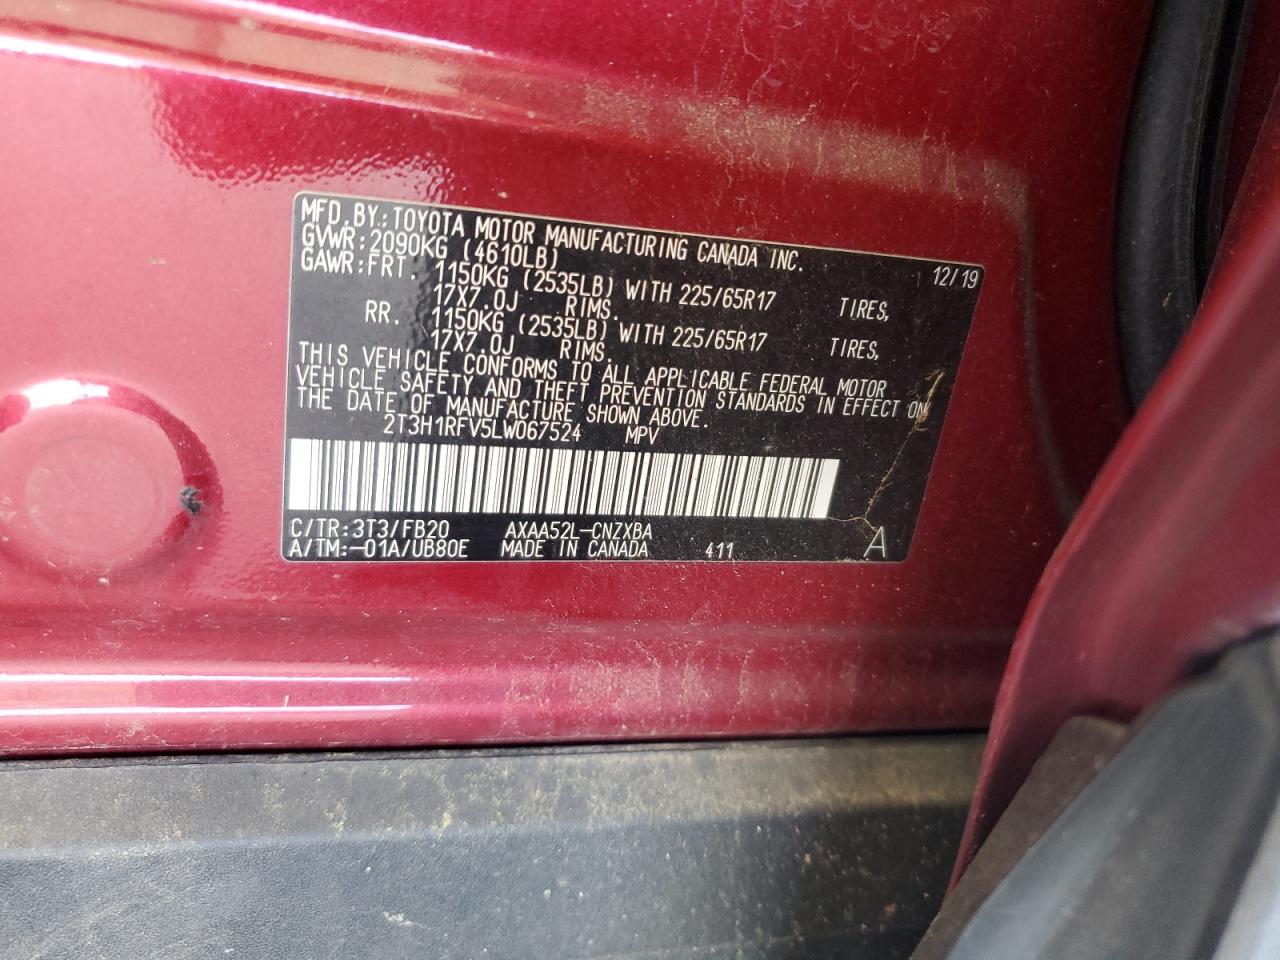 MFD.BY:TOYOTA MOTOR MANUFACTURING CANADA INC.
GVWR:2090KG (4610LB) 12/19
GAWR:FRT. 1150KG (2535LB) WITH 225/65R17 TIRES,
17X7.0J RIMS.
RR. 1150KG (2535LB) WITH 225/65R17 TIRES,
17X7.0J RIMS.
THIS VEHICLE CONFORMS TO ALL APPLICABLE FEDERAL MOTOR
VEHICLE SAFETY AND THEFT PREVENTION STANDARDS IN EFFECT ON
THE DATE OF MANUFACTURE SHOWN ABOVE.
2T3H1RFV5LW067524 MPV
C/TR:3T3/FB20 AXAA52L-CNZXBA
A/TM:-01A/UB80E MADE IN CANADA 411 A